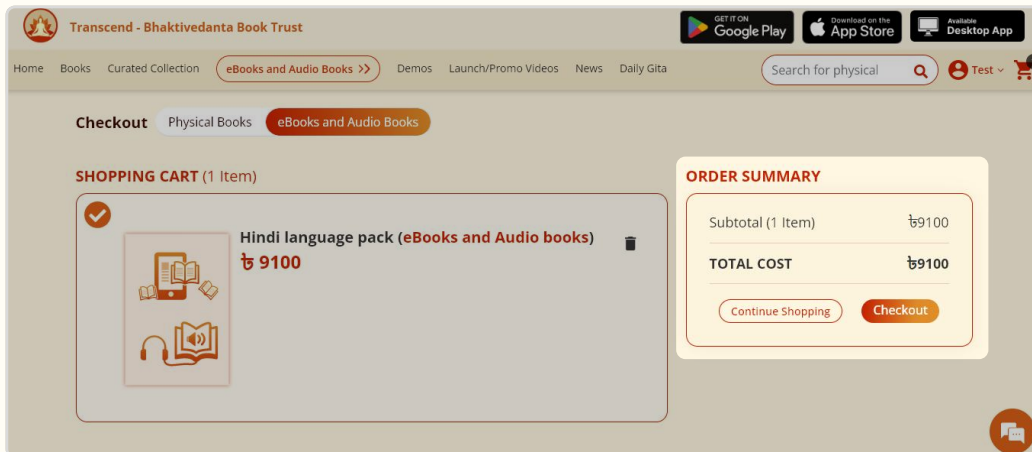 Transcend - Bhaktivedanta Book Trust
GET IT ON
Google Play
Download on the
App Store
Available
Desktop App
Home Books Curated Collection eBooks and Audio Books >> Demos Launch/Promo Videos News Daily Gita
Search for physical
Test
Checkout Physical Books eBooks and Audio Books
SHOPPING CART (1 Item)
Hindi language pack (eBooks and Audio books)
৳ 9100
ORDER SUMMARY
Subtotal (1 Item) ৳9100
TOTAL COST ৳9100
Continue Shopping Checkout